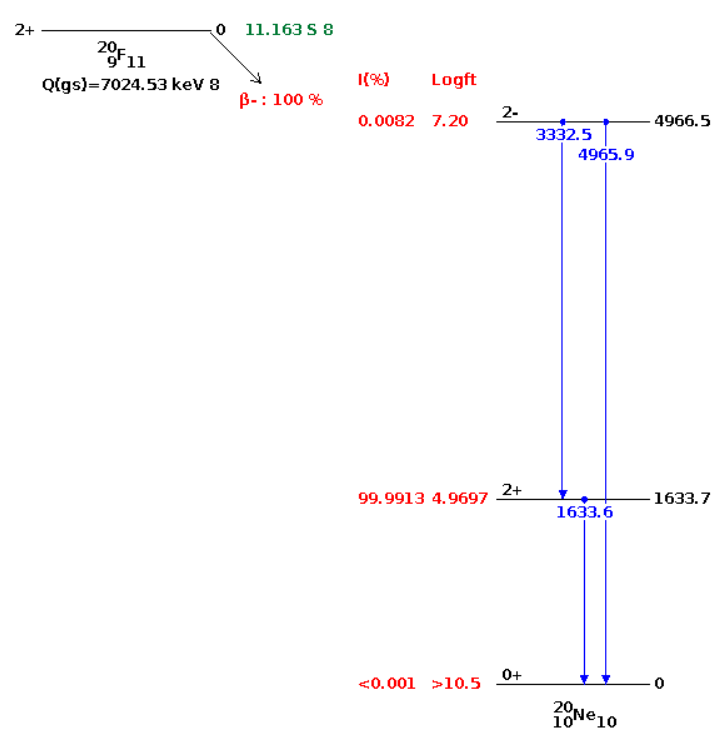 2+ 0 11.163 S 8
20
9F11
Q(gs)=7024.53 keV 8
β- : 100 %
I(%) Logft
0.0082 7.20 2- 4966.5
3332.5
4965.9
99.9913 4.9697 2+ 1633.7
1633.6
<0.001 >10.5 0+ 0
20
10Ne10